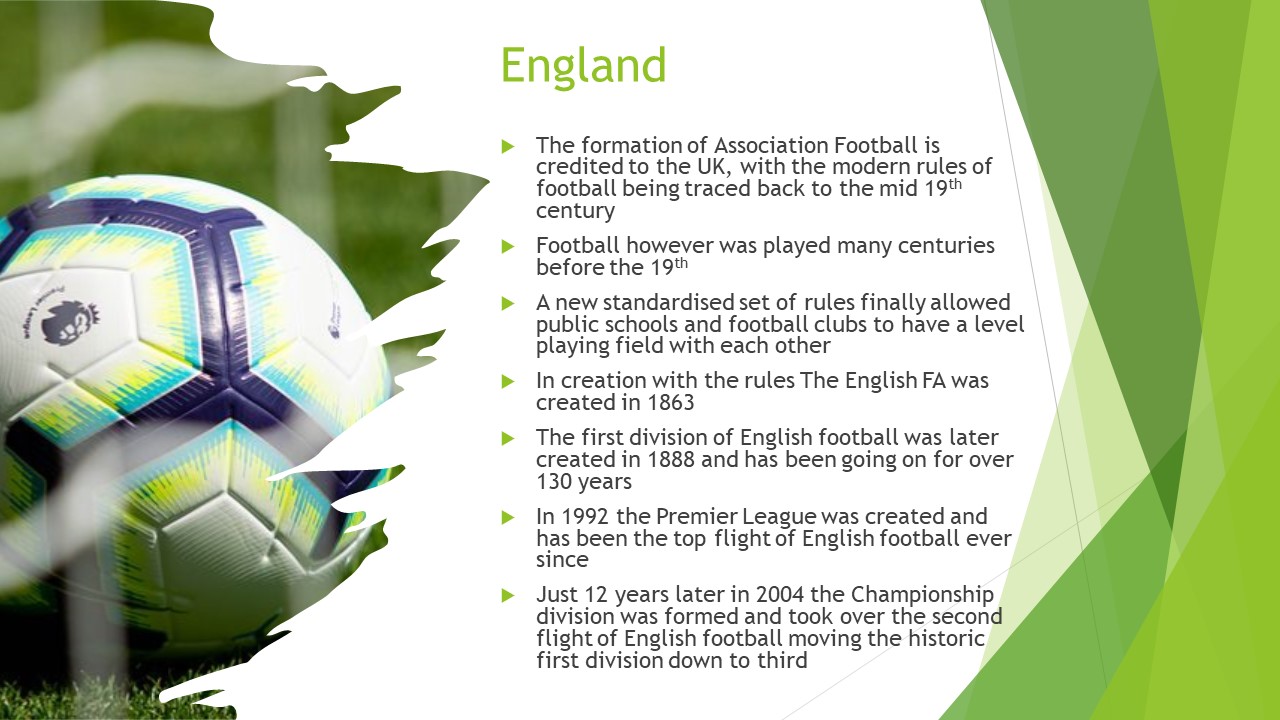 England
The formation of Association Football is
credited to the UK, with the modern rules of
football being traced back to the mid 19th
century
Football however was played many centuries
before the 19th
A new standardised set of rules finally allowed
public schools and football clubs to have a level
playing field with each other
In creation with the rules The English FA was
created in 1863
The first division of English football was later
created in 1888 and has been going on for over
130 years
In 1992 the Premier League was created and
has been the top flight of English football ever
since
Just 12 years later in 2004 the Championship
division was formed and took over the second
flight of English football moving the historic
first division down to third
Premier League